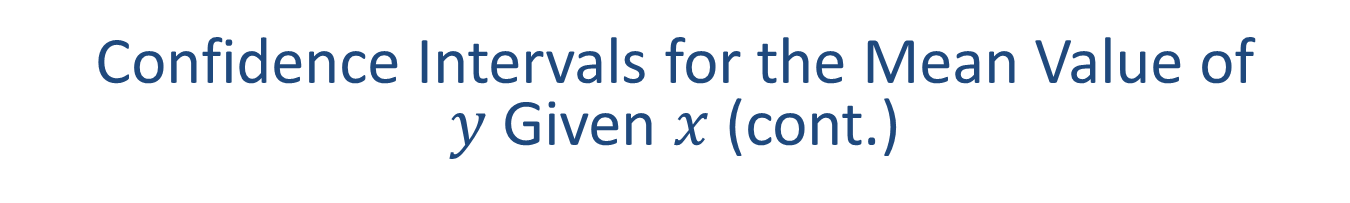 Confidence Intervals for the Mean Value of
𝑦 Given 𝑥 (cont.)